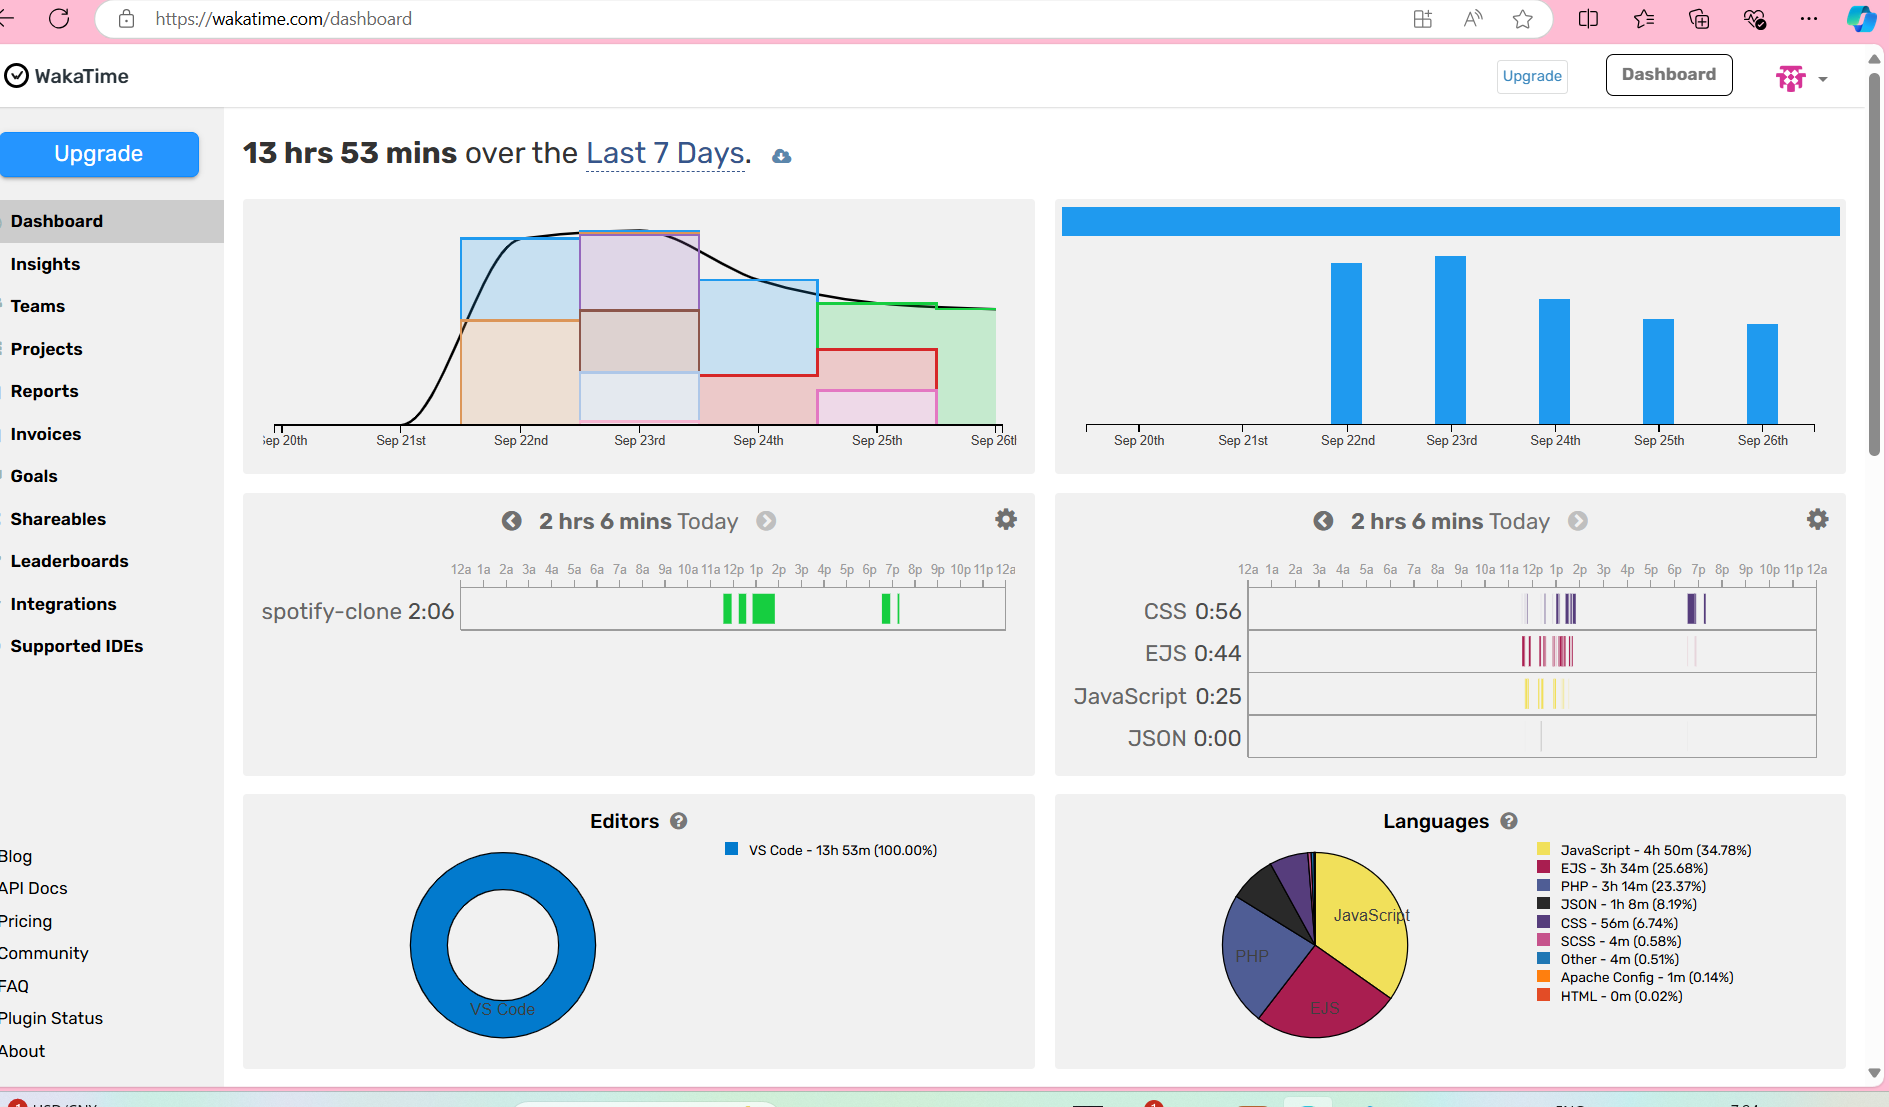 https://wakatime.com/dashboard
WakaTime
Upgrade
Dashboard
Upgrade
Dashboard
Insights
Teams
Projects
Reports
Invoices
Goals
Shareables
Leaderboards
Integrations
Supported IDEs
Blog
API Docs
Pricing
Community
FAQ
Plugin Status
About
13 hrs 53 mins over the Last 7 Days.
Sep 20th Sep 21st Sep 22nd Sep 23rd Sep 24th Sep 25th Sep 26th
Sep 20th Sep 21st Sep 22nd Sep 23rd Sep 24th Sep 25th Sep 26th
2 hrs 6 mins Today
12a 1a 2a 3a 4a 5a 6a 7a 8a 9a 10a 11a 12p 1p 2p 3p 4p 5p 6p 7p 8p 9p 10p 11p 12a
spotify-clone 2:06
2 hrs 6 mins Today
12a 1a 2a 3a 4a 5a 6a 7a 8a 9a 10a 11a 12p 1p 2p 3p 4p 5p 6p 7p 8p 9p 10p 11p 12a
CSS 0:56
EJS 0:44
JavaScript 0:25
JSON 0:00
Editors
VS Code - 13h 53m (100.00%)
VS Code
Languages
JavaScript - 4h 50m (34.78%)
EJS - 3h 34m (25.68%)
PHP - 3h 14m (23.37%)
JSON - 1h 8m (8.19%)
CSS - 56m (6.74%)
SCSS - 4m (0.58%)
Other - 4m (0.51%)
Apache Config - 1m (0.14%)
HTML - 0m (0.02%)
JavaScript
PHP
EJS